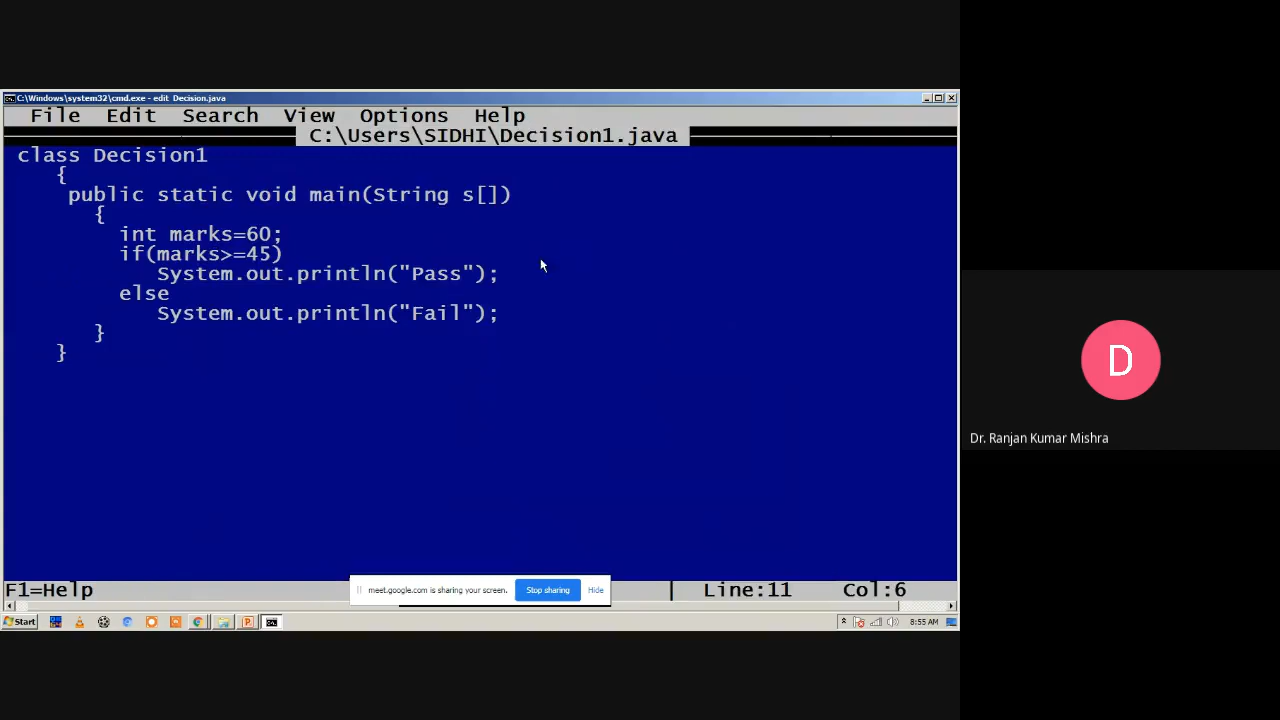 C:\Windows\system32\cmd.exe - edit Decision.java
File Edit Search View Options Help
C:\Users\SIDHI\Decision1.java
class Decision1
{
public static void main(String s[])
{
int marks=60;
if(marks>=45)
System.out.println("Pass");
else
System.out.println("Fail");
}
}
D
Dr. Ranjan Kumar Mishra
F1=Help
meet.google.com is sharing your screen. Stop sharing Hide
Line:11 Col:6
Start
8:55 AM